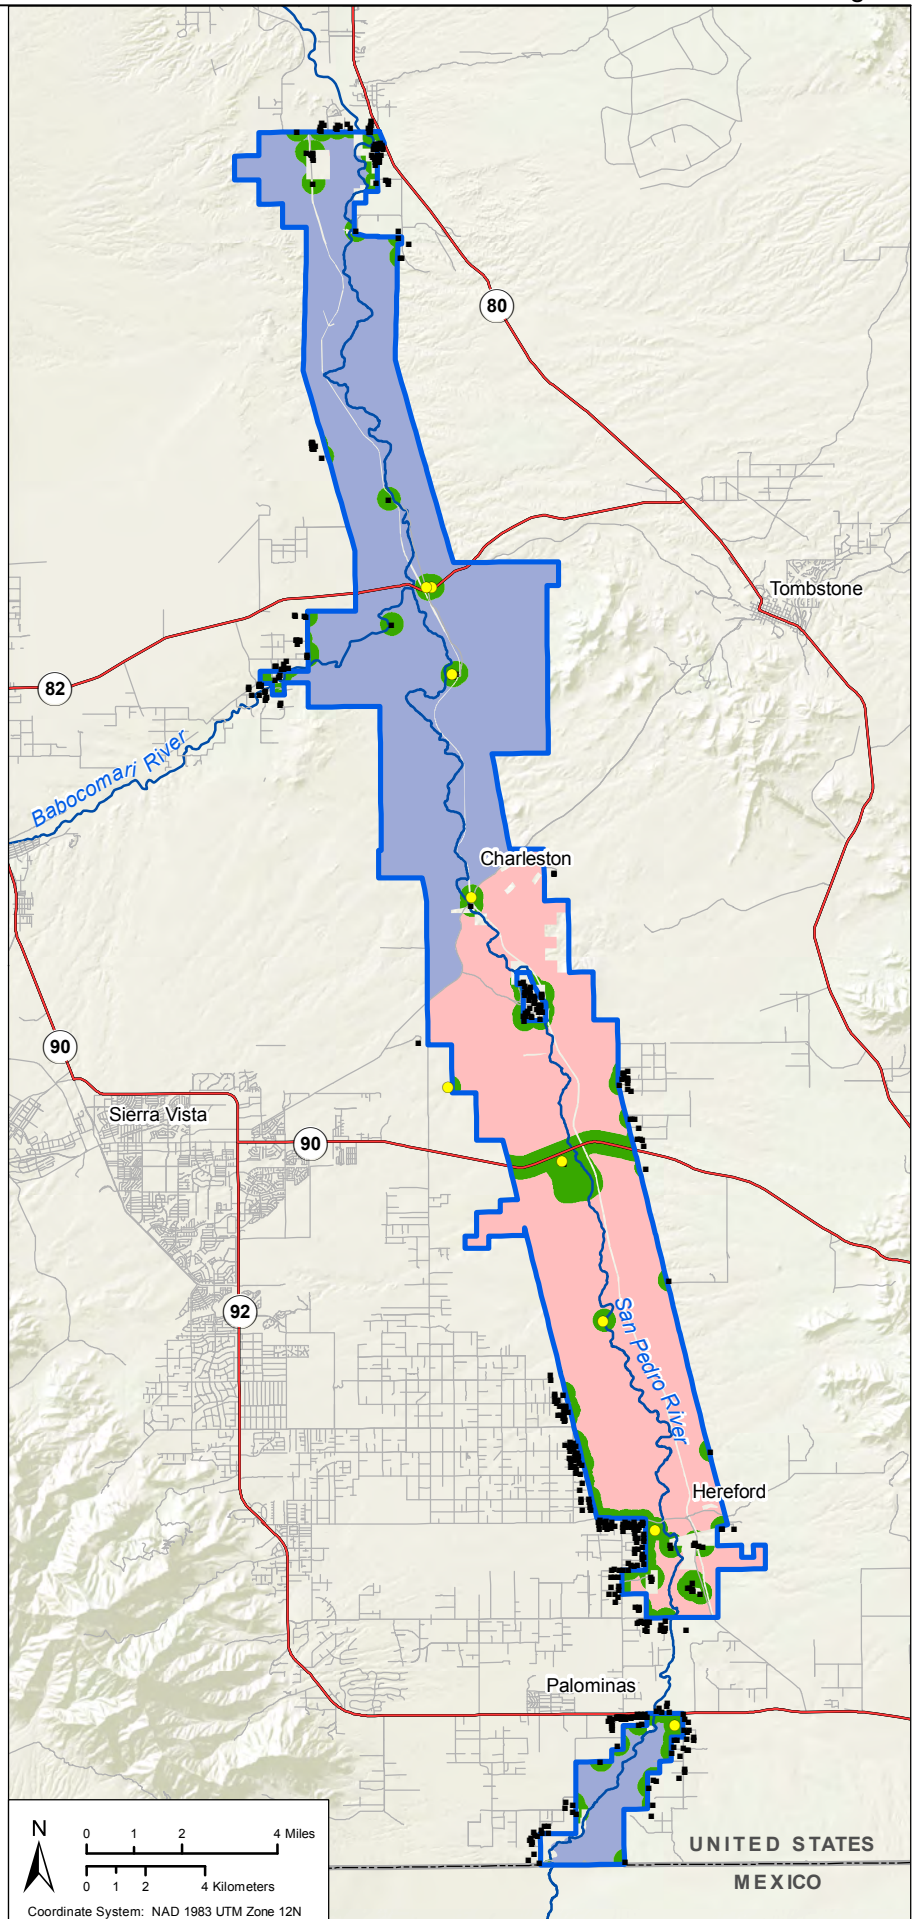 80
Tombstone
82
Babocomari River
Charleston
90
Sierra Vista
90
92
San Pedro River
Hereford
Palominas
N
0 1 2 4 Miles
0 1 2 4 Kilometers
Coordinate System: NAD 1983 UTM Zone 12N
UNITED STATES
MEXICO